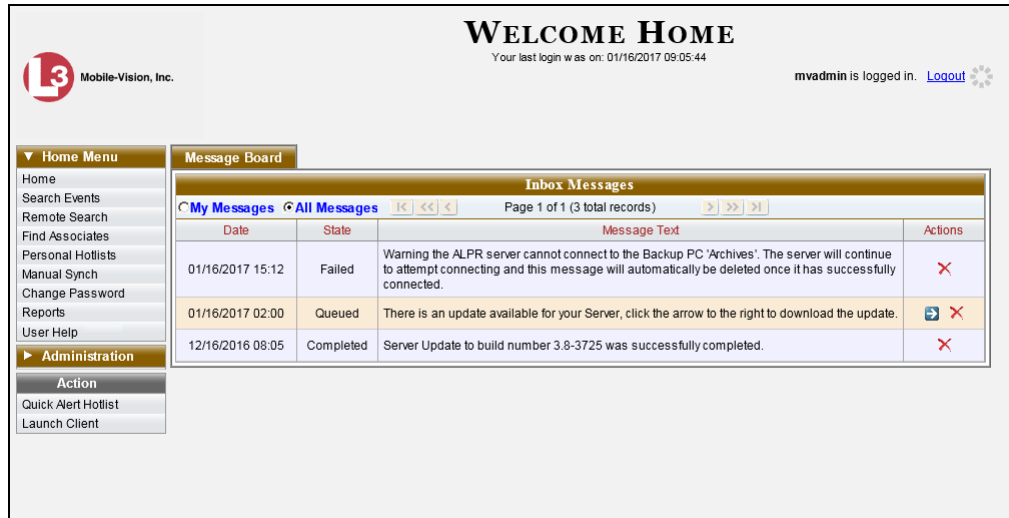 WELCOME HOME
Your last login was on: 01/16/2017 09:05:44
L3 Mobile-Vision, Inc.
mvadmin is logged in. Logout
▼ Home Menu
Home
Search Events
Remote Search
Find Associates
Personal Hotlists
Manual Synch
Change Password
Reports
User Help
▶ Administration
Action
Quick Alert Hotlist
Launch Client
Message Board
Inbox Messages
My Messages All Messages |< << < Page 1 of 1 (3 total records) > >> >|
Date State Message Text Actions
01/16/2017 15:12 Failed Warning the ALPR server cannot connect to the Backup PC 'Archives'. The server will continue
to attempt connecting and this message will automatically be deleted once it has successfully
connected.
01/16/2017 02:00 Queued There is an update available for your Server, click the arrow to the right to download the update.
12/16/2016 08:05 Completed Server Update to build number 3.8-3725 was successfully completed.